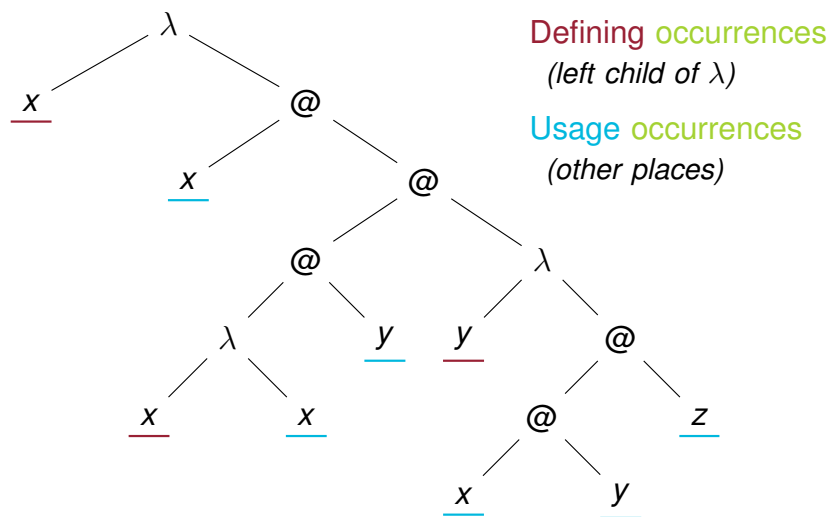 λ
Defining occurrences
(left child of λ)
x
@
Usage occurrences
(other places)
x
@
@
λ
λ
y
y
@
x
x
@
z
x
y